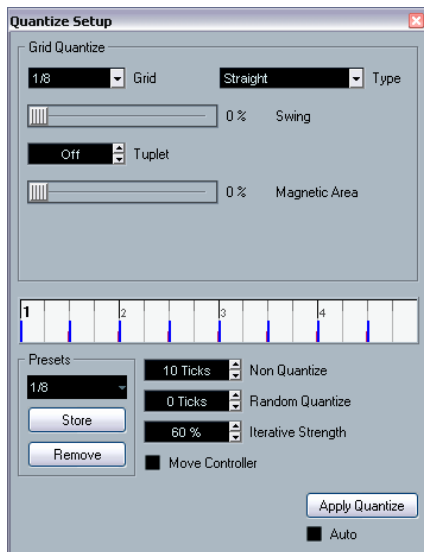 Quantize Setup
Grid Quantize
1/8 Grid Straight Type
0 % Swing
Off Tuplet
0 % Magnetic Area
1 2 3 4
Presets
1/8
Store
Remove
10 Ticks Non Quantize
0 Ticks Random Quantize
60 % Iterative Strength
Move Controller
Apply Quantize
Auto